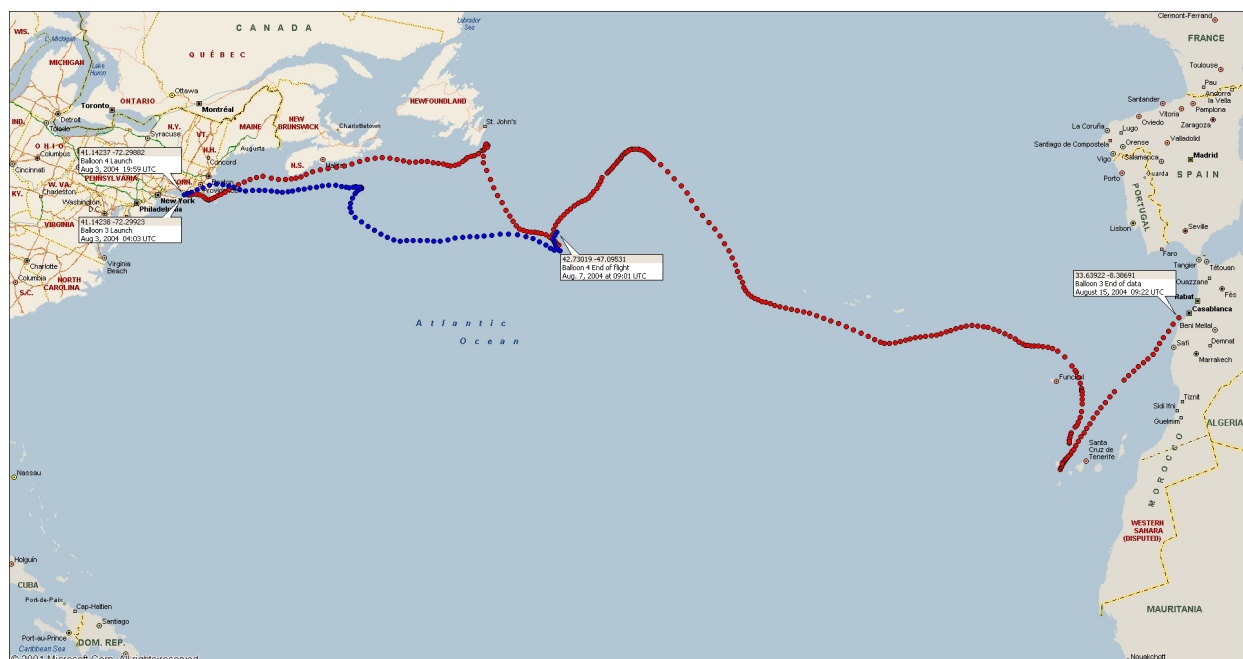 Clermont-Ferrand
Labrador
Sea
CANADA
WIS.
L. Michigan
FRANCE
QUÉBEC
MICHIGAN
Lake
Huron
Toulouse
Ottawa
Pau
Andorra
la Vella
NEWFOUNDLAND
Toronto
ONTARIO
Montréal
Santander
Vitoria
Pamplona
Oviedo
Detroit
Zaragoza
IND.
Toledo
N.Y.
MAINE
NEW
BRUNSWICK
Charlottetown
St. John's
La Coruña
Lugo
Syracuse
VT.
Valladolid
OHIO
Santiago de Compostela
Orense
Columbus
N.H.
Augusta
Vigo
Salamanca
41.14237 -72.29882
Balloon 4 Launch
Aug 3, 2004 19:59 UTC
Concord
N.S.
Madrid
Cincinnati
PENNSYLVANIA
Porto
Guarda
SPAIN
W. VA.
KY.
Charleston
Washington
D.C.
New York
Philadelphia
PORTUGAL
VIRGINIA
41.14238 -72.29923
Balloon 3 Launch
Aug 3, 2004 04:03 UTC
Lisbon
Seville
Faro
42.73019 -47.09531
Balloon 4 End of flight
Aug. 7, 2004 at 09:01 UTC
Charlotte
Virginia
Beach
Tangier
Tétouan
33.63922 -8.38691
Balloon 3 End of data
August 15, 2004 09:22 UTC
Columbia
NORTH
CAROLINA
S.C.
Ouazzane
Fès
Rabat
Casablanca
Atlantic
Ocean
Beni Mellal
Safi
Demnat
Marrakech
Funchal
Tiznit
Sidi Ifni
Guelmim
ALGERIA
MOROCCO
Santa
Cruz de
Tenerife
Nassau
WESTERN
SAHARA
(DISPUTED)
Holguín
CUBA
Port-de-Paix
Cap-Haïtien
MAURITANIA
Santiago
Port-au-Prince
DOM. REP.
Caribbean Sea
Nouakchott
© 2001 Microsoft Corp. All rights reserved.